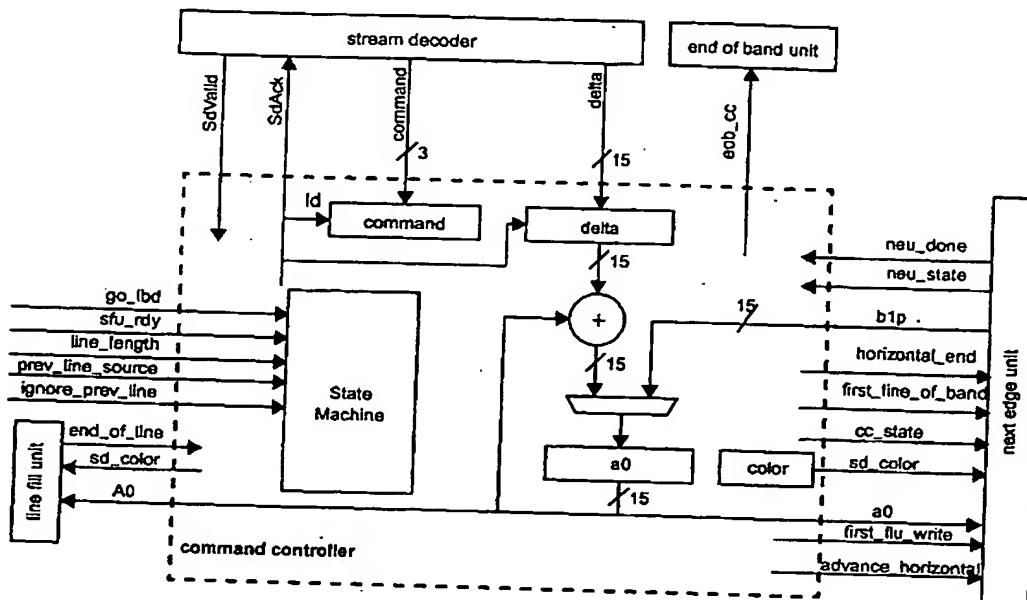 stream decoder
end of band unit
SdValid
SdAck
command
delta
eob_cc
3
15
ld
command
delta
15
neu_done
neu_state
go_lbd
sfu_rdy
line_length
prev_line_source
ignore_prev_line
State
Machine
+
15
b1p
15
horizontal_end
first_line_of_band
cc_state
next edge unit
line fill unit
end_of_line
sd_color
A0
a0
color
sd_color
15
a0
command controller
first_flu_write
advance_horizontal